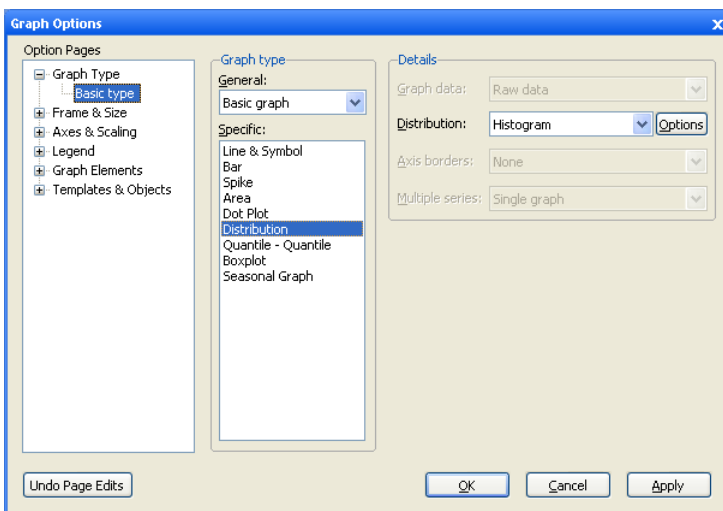 Graph Options
Option Pages
Graph Type
Basic type
Frame & Size
Axes & Scaling
Legend
Graph Elements
Templates & Objects
Graph type
General:
Basic graph
Specific:
Line & Symbol
Bar
Spike
Area
Dot Plot
Distribution
Quantile - Quantile
Boxplot
Seasonal Graph
Details
Graph data: Raw data
Distribution: Histogram Options
Axis borders: None
Multiple series: Single graph
Undo Page Edits OK Cancel Apply